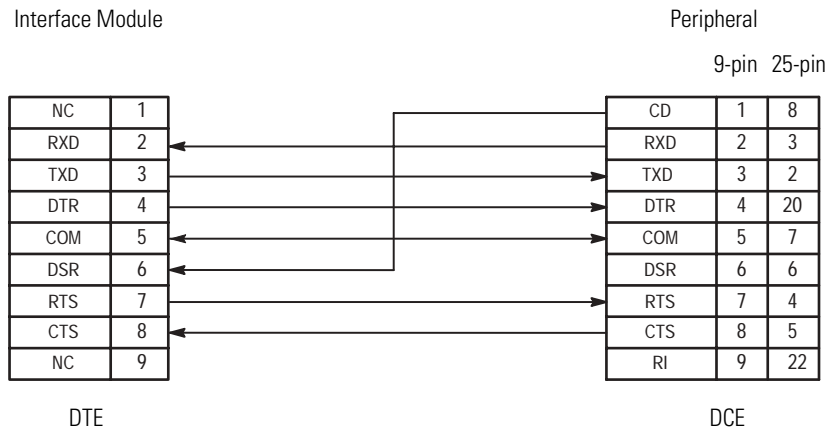 Interface Module Peripheral
9-pin 25-pin
NC 1 CD 1 8
RXD 2 RXD 2 3
TXD 3 TXD 3 2
DTR 4 DTR 4 20
COM 5 COM 5 7
DSR 6 DSR 6 6
RTS 7 RTS 7 4
CTS 8 CTS 8 5
NC 9 RI 9 22
DTE DCE